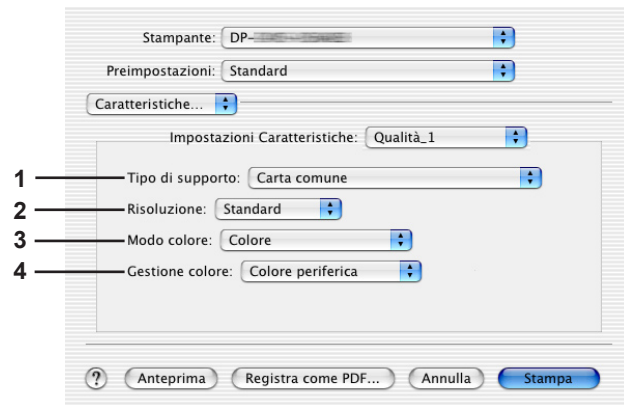 Stampante: DP-
Preimpostazioni: Standard
Caratteristiche...
Impostazioni Caratteristiche: Qualità_1
1 Tipo di supporto: Carta comune
2 Risoluzione: Standard
3 Modo colore: Colore
4 Gestione colore: Colore periferica
? Anteprima Registra come PDF... Annulla Stampa